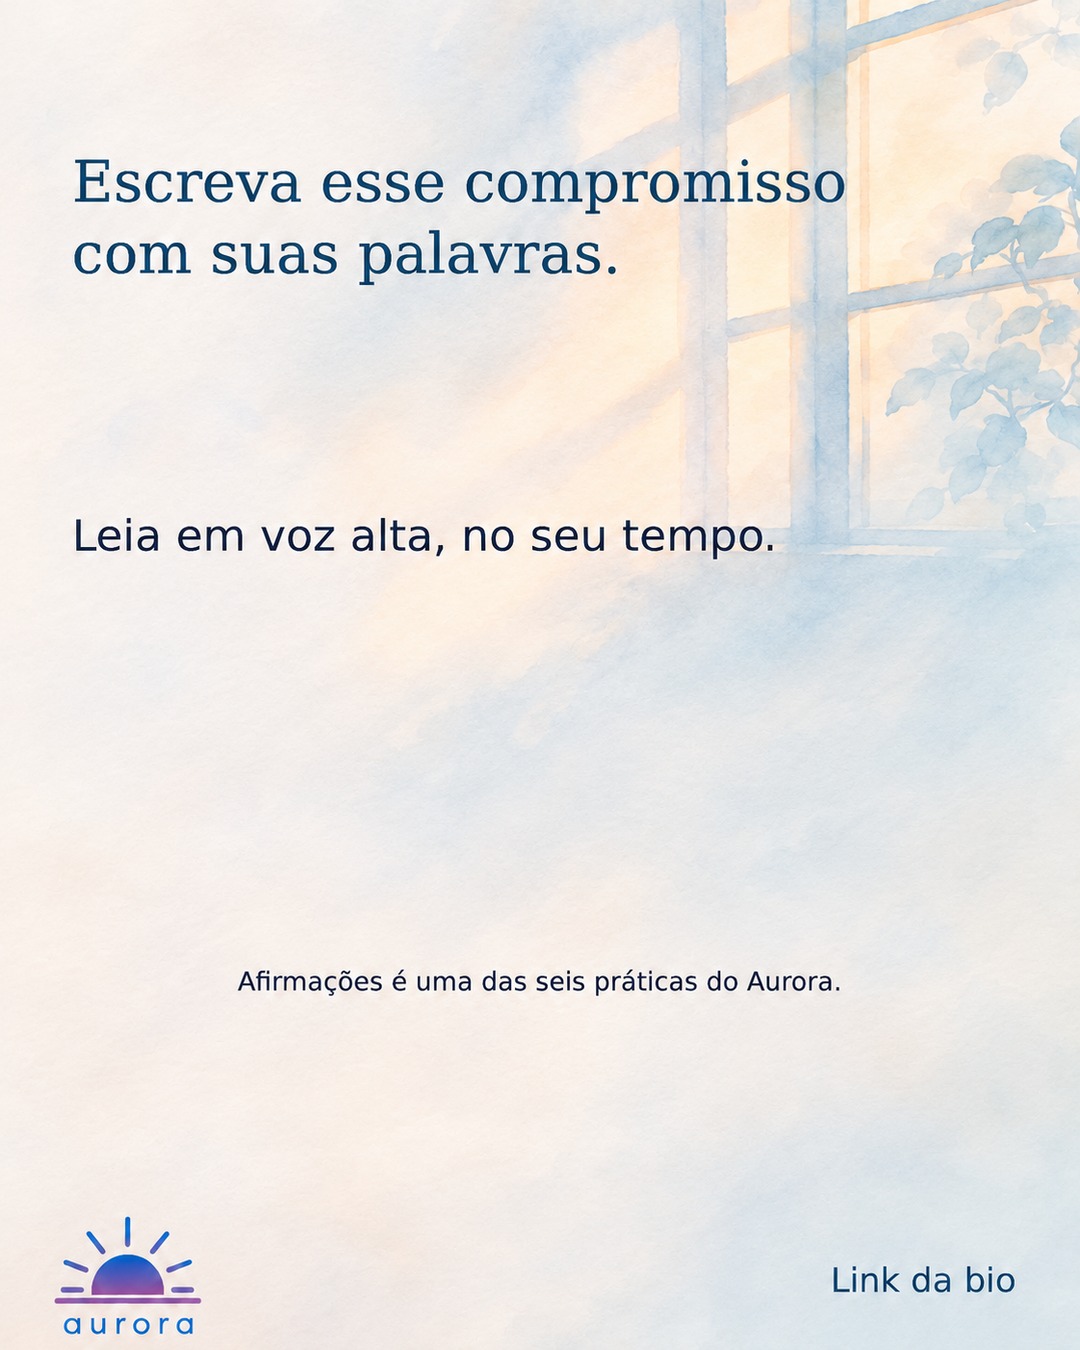 Escreva esse compromisso
com suas palavras.
Leia em voz alta, no seu tempo.
Afirmações é uma das seis práticas do Aurora.
Link da bio
aurora